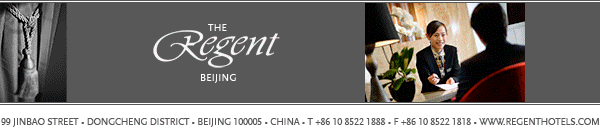 THE
Regent
BEIJING
99 JINBAO STREET • DONGCHENG DISTRICT • BEIJING 100005 • CHINA • T +86 10 8522 1888 • F +86 10 8522 1818 • WWW.REGENTHOTELS.COM